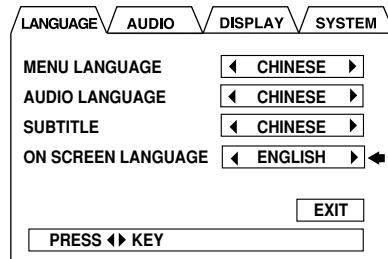 LANGUAGE AUDIO DISPLAY SYSTEM
MENU LANGUAGE ◀ CHINESE ▶
AUDIO LANGUAGE ◀ CHINESE ▶
SUBTITLE ◀ CHINESE ▶
ON SCREEN LANGUAGE ◀ ENGLISH ▶
EXIT
PRESS ◀▶ KEY